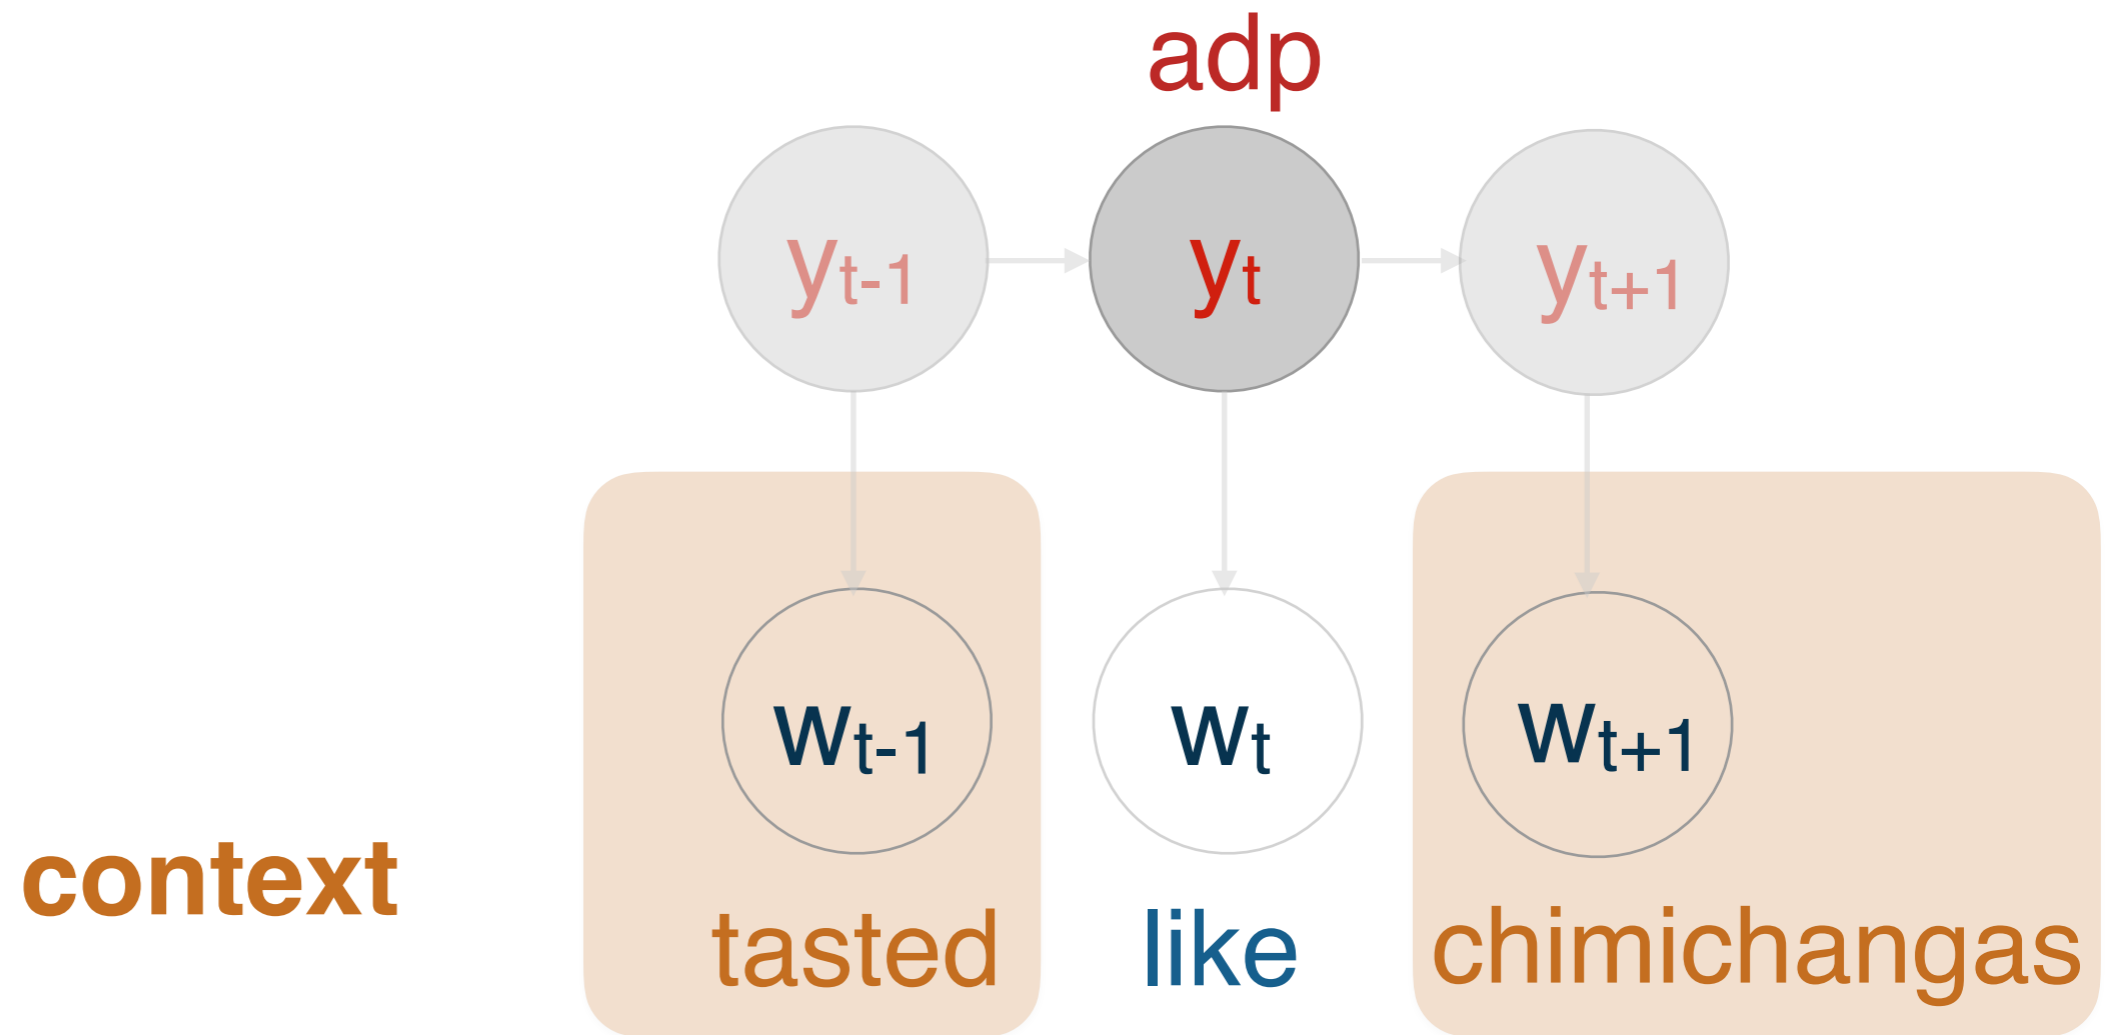 adp
yt-1 yt yt+1
wt-1 wt wt+1
context
tasted like chimichangas